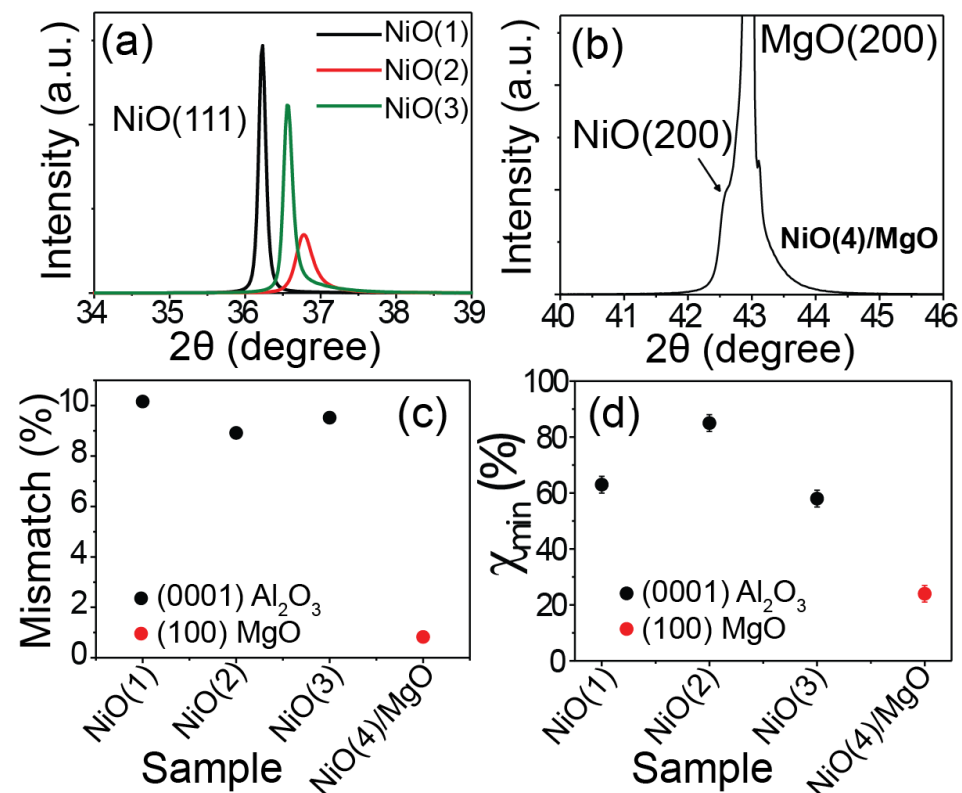 (a)
NiO(1)
NiO(2)
NiO(3)
NiO(111)
Intensity (a.u.)
34 35 36 37 38 39
2θ (degree)
(b)
MgO(200)
NiO(200)
NiO(4)/MgO
Intensity (a.u.)
40 41 42 43 44 45 46
2θ (degree)
(c)
Mismatch (%)
10
8
6
4
2
0
(0001) Al₂O₃
(100) MgO
NiO(1)
NiO(2)
NiO(3)
NiO(4)/MgO
Sample
(d)
χmin (%)
100
80
60
40
20
0
(0001) Al₂O₃
(100) MgO
NiO(1)
NiO(2)
NiO(3)
NiO(4)/MgO
Sample